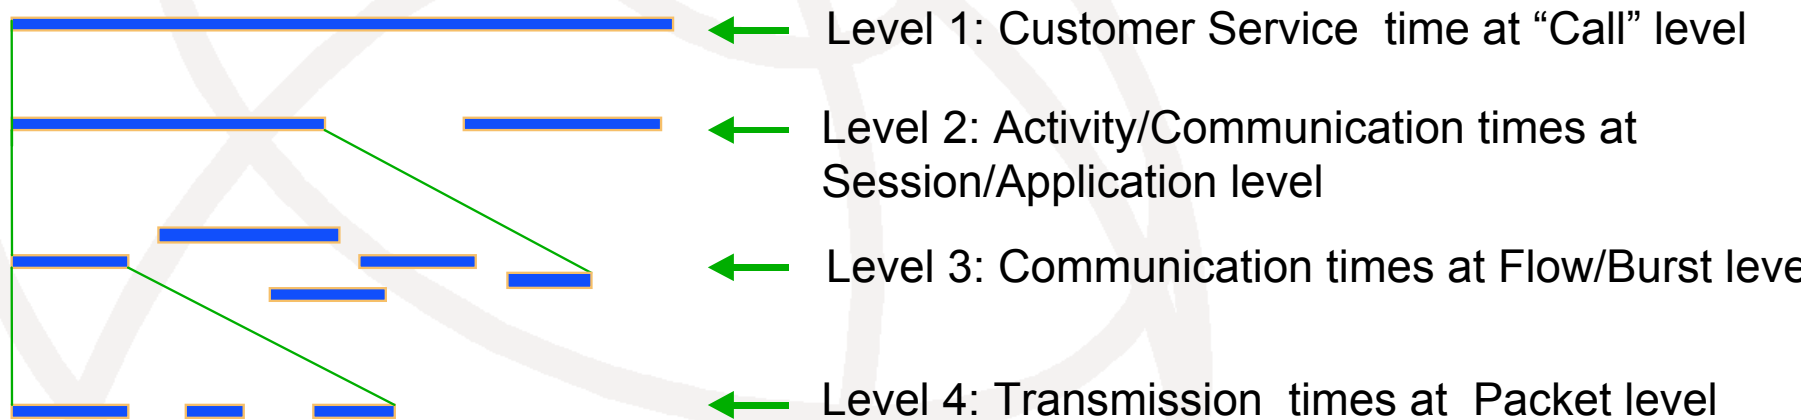 Level 1: Customer Service time at “Call” level
Level 2: Activity/Communication times at
Session/Application level
Level 3: Communication times at Flow/Burst leve
Level 4: Transmission times at Packet level